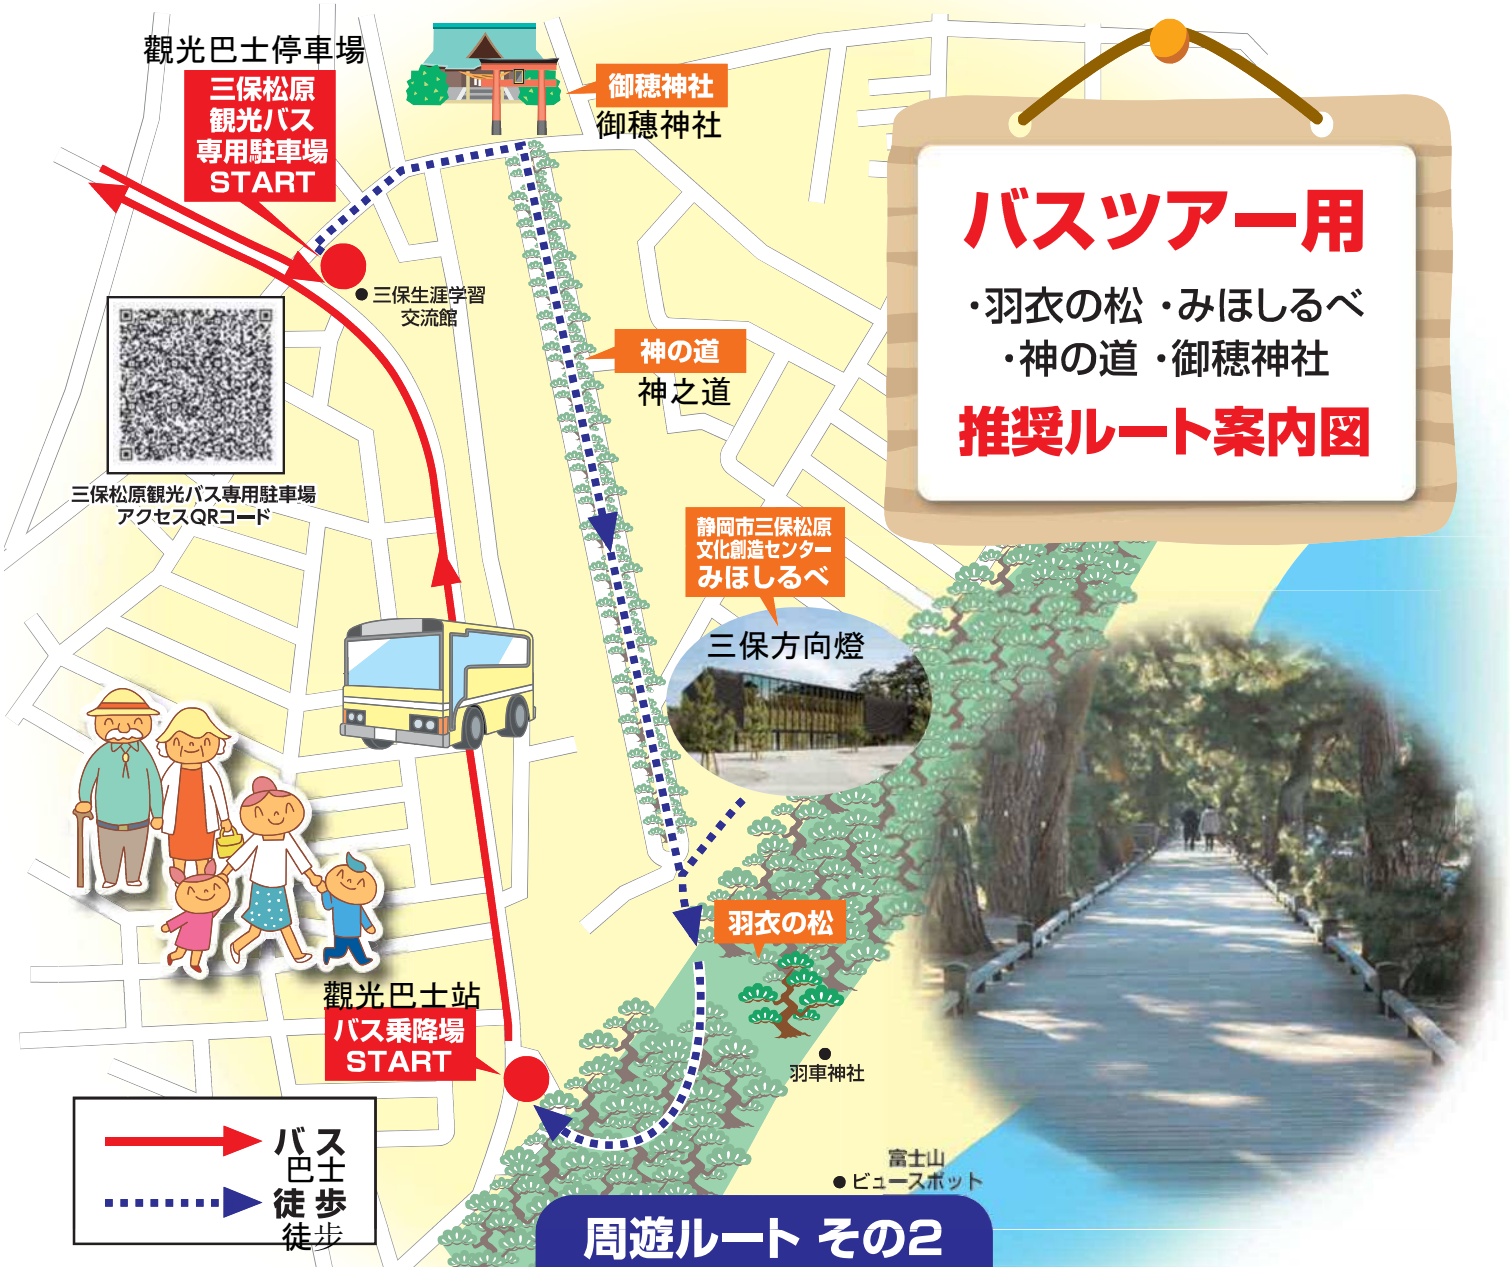 觀光巴士停車場
三保松原
観光バス
専用駐車場
START
御穂神社
御穗神社
バスツアー用
・羽衣の松 ・みほしるべ
・神の道 ・御穂神社
推奨ルート案内図
三保生涯学習
交流館
神の道
神之道
三保松原観光バス専用駐車場
アクセスQRコード
静岡市三保松原
文化創造センター
みほしるべ
三保方向燈
羽衣の松
觀光巴士站
バス乗降場
START
羽車神社
バス
巴士
徒歩
徒步
富士山
ビュースポット
周遊ルート その2